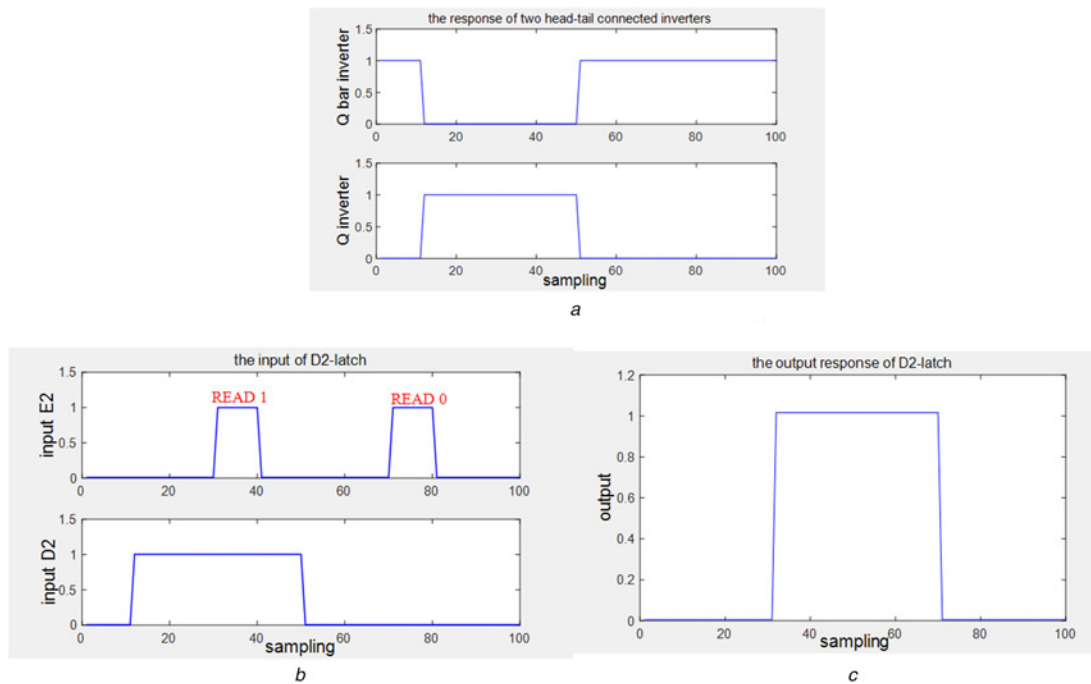 the response of two head-tail connected inverters
1.5
1
0.5
0
Q bar inverter
0 20 40 60 80 100
1.5
1
0.5
0
Q inverter
0 20 40 60 80 100
sampling
a
the input of D2-latch
1.5
1
0.5
0
input E2
READ 1 READ 0
0 20 40 60 80 100
1.5
1
0.5
0
input D2
0 20 40 60 80 100
sampling
b
the output response of D2-latch
1.2
1
0.8
0.6
0.4
0.2
0
output
0 20 40 60 80 100
sampling
c